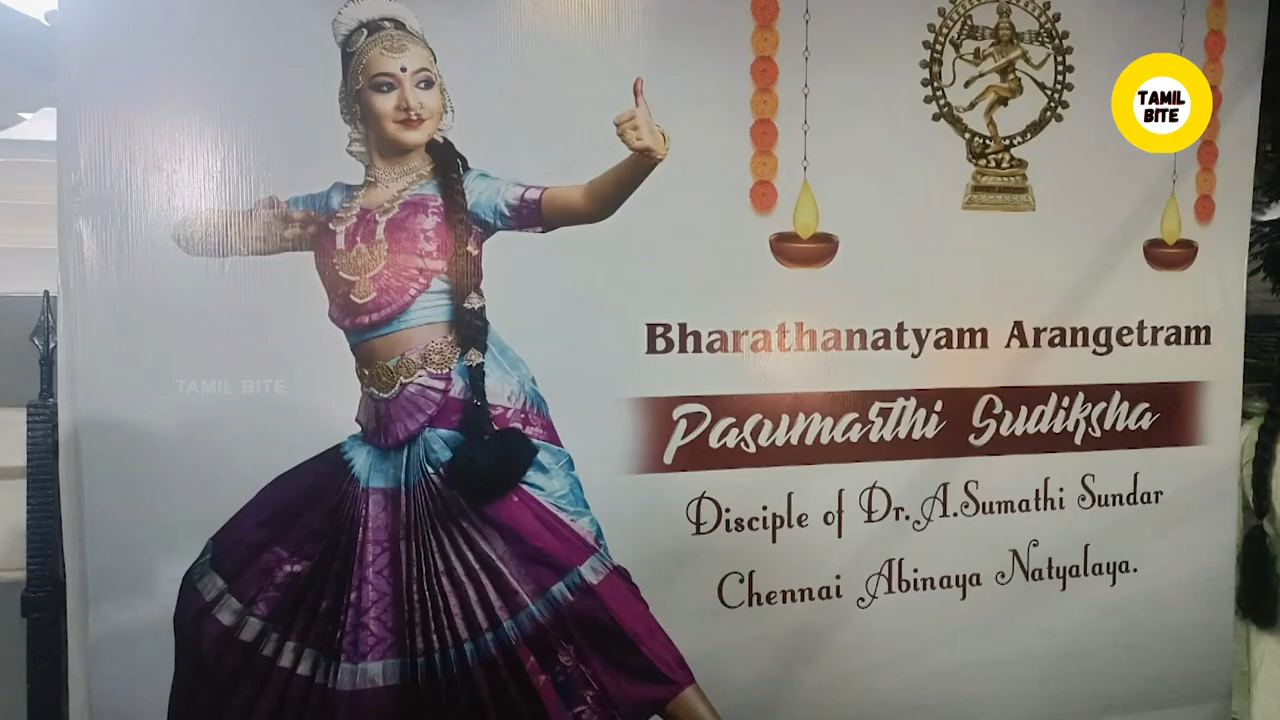 TAMIL
BITE
Bharathanatyam Arangetram
Pasumarthi Sudiksha
TAMIL BITE
Disciple of Dr.A.Sumathi Sundar
Chennai Abinaya Natyalaya.